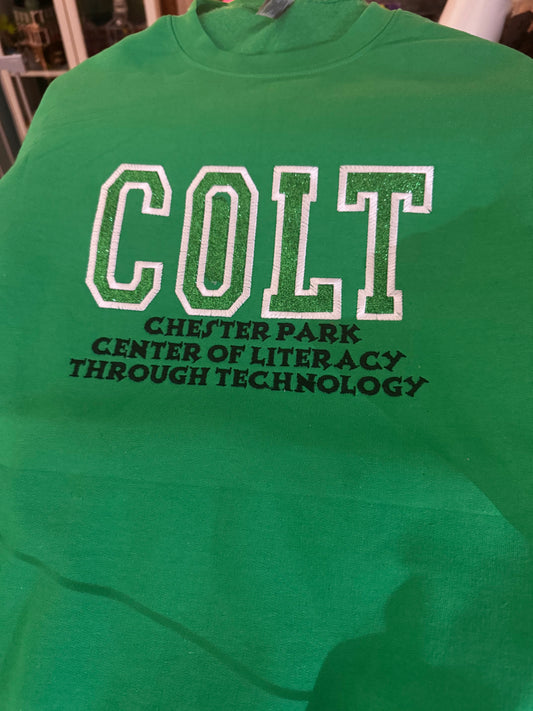 COLT
CHESTER PARK
CENTER OF LITERACY
THROUGH TECHNOLOGY